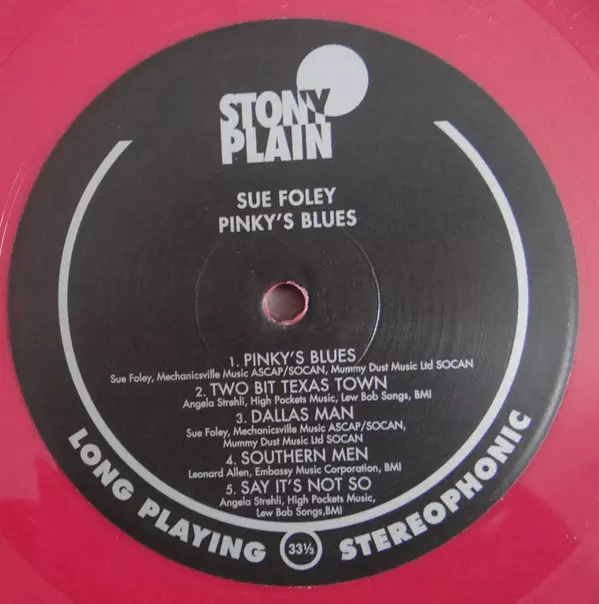 STONY
PLAIN
SUE FOLEY
PINKY'S BLUES
1. PINKY'S BLUES
Sue Foley, Mechanicsville Music ASCAP/SOCAN, Mummy Dust Music Ltd SOCAN
2. TWO BIT TEXAS TOWN
Angela Strehli, High Pockets Music, Lew Bob Songs, BMI
3. DALLAS MAN
Sue Foley, Mechanicsville Music ASCAP/SOCAN,
Mummy Dust Music Ltd SOCAN
4. SOUTHERN MEN
Leonard Allen, Embassy Music Corporation, BMI
5. SAY IT'S NOT SO
Angela Strehli, High Pockets Music,
Lew Bob Songs,BMI
LONG PLAYING 33⅓ STEREOPHONIC